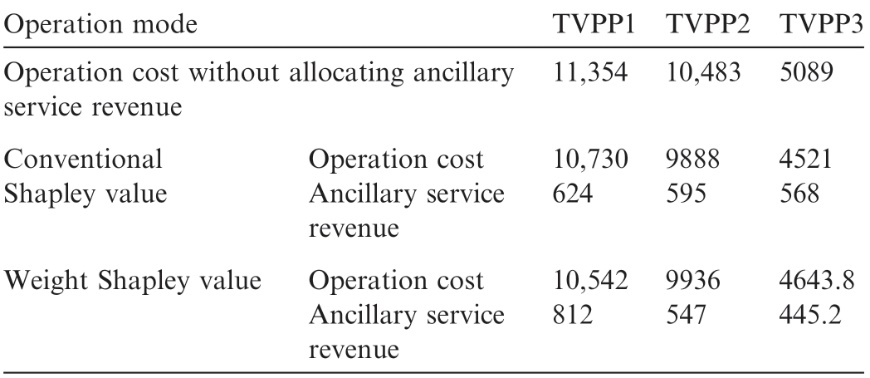 Operation mode TVPP1 TVPP2 TVPP3
Operation cost without allocating ancillary 11,354 10,483 5089
service revenue
Conventional Operation cost 10,730 9888 4521
Shapley value Ancillary service 624 595 568
revenue
Weight Shapley value Operation cost 10,542 9936 4643.8
Ancillary service 812 547 445.2
revenue